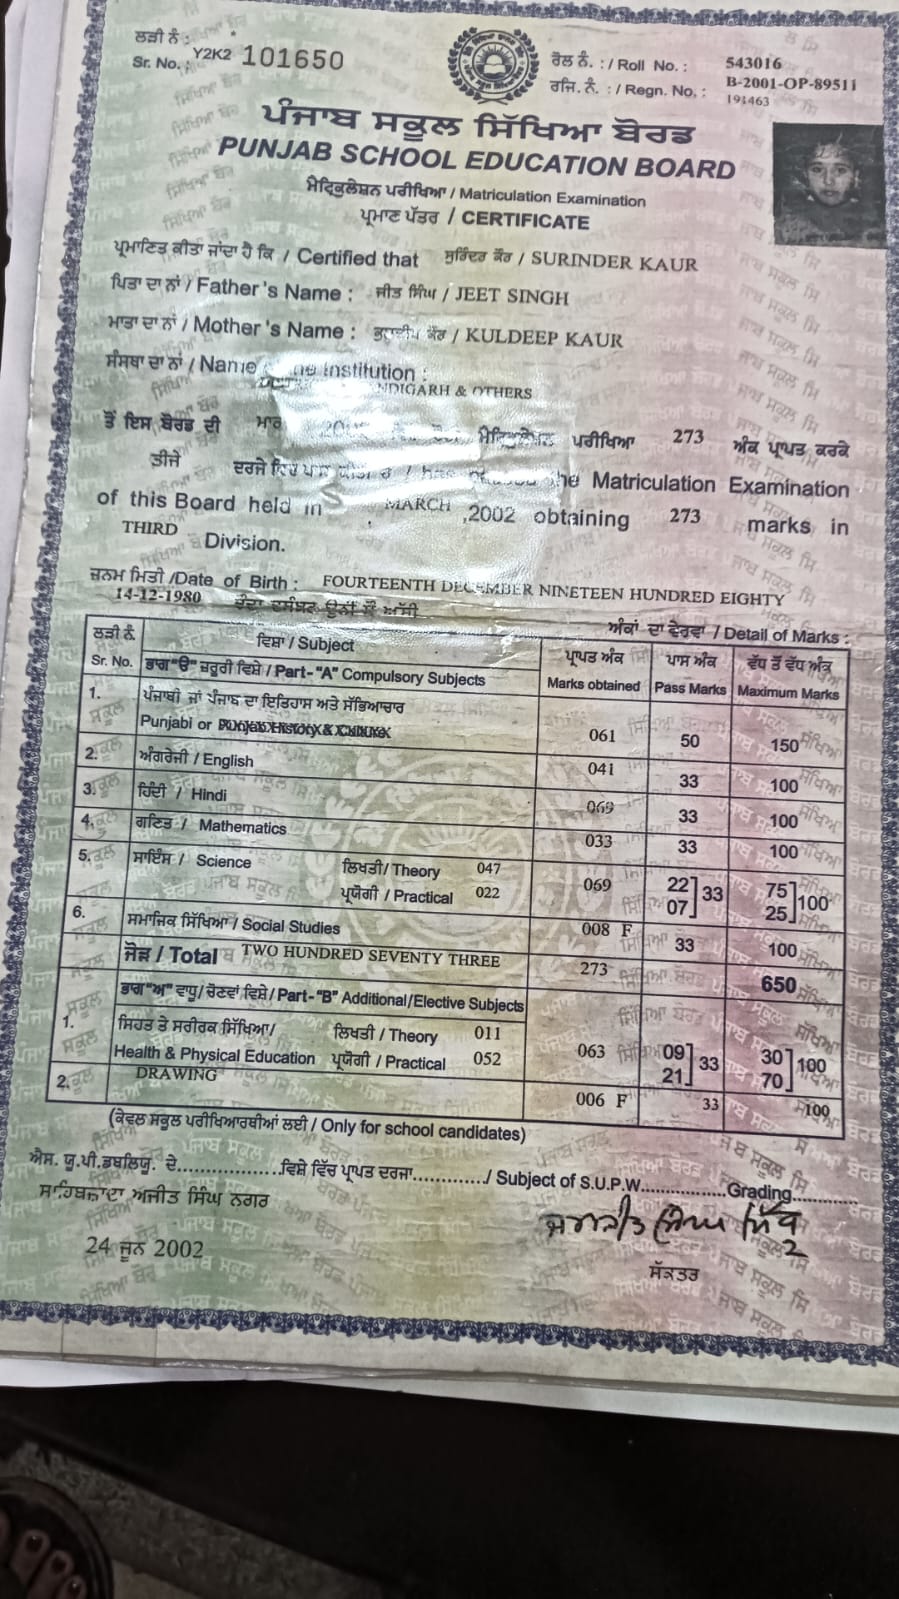 ਲੜੀ ਨੰ:
Sr. No. : Y2K2 101650
ਰੋਲ ਨੰ. : / Roll No. : 543016
ਰਜਿ. ਨੰ. : / Regn. No. : B-2001-OP-89511
191463
ਪੰਜਾਬ ਸਕੂਲ ਸਿੱਖਿਆ ਬੋਰਡ
PUNJAB SCHOOL EDUCATION BOARD
ਮੈਟ੍ਰਿਕੁਲੇਸ਼ਨ ਪਰੀਖਿਆ / Matriculation Examination
ਪ੍ਰਮਾਣ ਪੱਤਰ / CERTIFICATE
ਪ੍ਰਮਾਣਿਤ ਕੀਤਾ ਜਾਂਦਾ ਹੈ ਕਿ / Certified that ਸੁਰਿੰਦਰ ਕੌਰ / SURINDER KAUR
ਪਿਤਾ ਦਾ ਨਾਂ / Father's Name : ਜੀਤ ਸਿੰਘ / JEET SINGH
ਮਾਤਾ ਦਾ ਨਾਂ / Mother's Name : ਕੌਰ / KULDEEP KAUR
ਸੰਸਥਾ ਦਾ ਨਾਂ / Name Institution :
NDIGARH & OTHERS
ਤੋਂ ਇਸ ਬੋਰਡ ਦੀ ਮੈਟ੍ਰਿਕੁਲੇਸ਼ਨ ਪਰੀਖਿਆ 273 ਅੰਕ ਪ੍ਰਾਪਤ ਕਰਕੇ
ਤੀਜੇ ਦਰਜੇ ਵਿਚ the Matriculation Examination
of this Board held in MARCH ,2002 obtaining 273 marks in
THIRD Division.
ਜਨਮ ਮਿਤੀ /Date of Birth : FOURTEENTH DECEMBER NINETEEN HUNDRED EIGHTY
14-12-1980 ਚੌਦਾਂ ਦਸੰਬਰ ਉਨੀਂ ਸੌ ਅੱਸੀ
ਅੰਕਾਂ ਦਾ ਵੇਰਵਾ / Detail of Marks :
ਲੜੀ ਨੰ. ਵਿਸ਼ਾ / Subject ਪ੍ਰਾਪਤ ਅੰਕ ਪਾਸ ਅੰਕ ਵੱਧ ਤੋਂ ਵੱਧ ਅੰਕ
Sr. No. ਭਾਗ "ੳ" ਜ਼ਰੂਰੀ ਵਿਸ਼ੇ / Part- "A" Compulsory Subjects Marks obtained Pass Marks Maximum Marks
1. ਪੰਜਾਬੀ ਜਾਂ ਪੰਜਾਬ ਦਾ ਇਤਿਹਾਸ ਅਤੇ ਸੱਭਿਆਚਾਰ
Punjabi or Punjab History & Culture 061 50 150
2. ਅੰਗਰੇਜ਼ੀ / English 041 33 100
3. ਹਿੰਦੀ / Hindi 069 33 100
4. ਗਣਿਤ / Mathematics 033 33 100
5. ਸਾਇੰਸ / Science ਲਿਖਤੀ / Theory 047 069 22 33 75 100
ਪ੍ਰਯੋਗੀ / Practical 022 07 25
6. ਸਮਾਜਿਕ ਸਿੱਖਿਆ / Social Studies 008 F 33 100
ਜੋੜ / Total TWO HUNDRED SEVENTY THREE 273 650
ਭਾਗ "ਅ" ਵਾਧੂ/ਚੋਣਵਾਂ ਵਿਸ਼ੇ / Part- "B" Additional/Elective Subjects
1. ਸਿਹਤ ਤੇ ਸਰੀਰਕ ਸਿੱਖਿਆ/ ਲਿਖਤੀ / Theory 011 063 09 33 30 100
Health & Physical Education ਪ੍ਰਯੋਗੀ / Practical 052 21 70
2. DRAWING 006 F 33 100
(ਕੇਵਲ ਸਕੂਲ ਪਰੀਖਿਆਰਥੀਆਂ ਲਈ / Only for school candidates)
ਐਸ. ਯੂ.ਪੀ.ਡਬਲਿਯੂ. ਦੇ..................ਵਿਸ਼ੇ ਵਿੱਚ ਪ੍ਰਾਪਤ ਦਰਜਾ............./ Subject of S.U.P.W...............Grading............
ਸਾਹਿਬਜ਼ਾਦਾ ਅਜੀਤ ਸਿੰਘ ਨਗਰ
24 ਜੂਨ 2002
ਸਕੱਤਰ